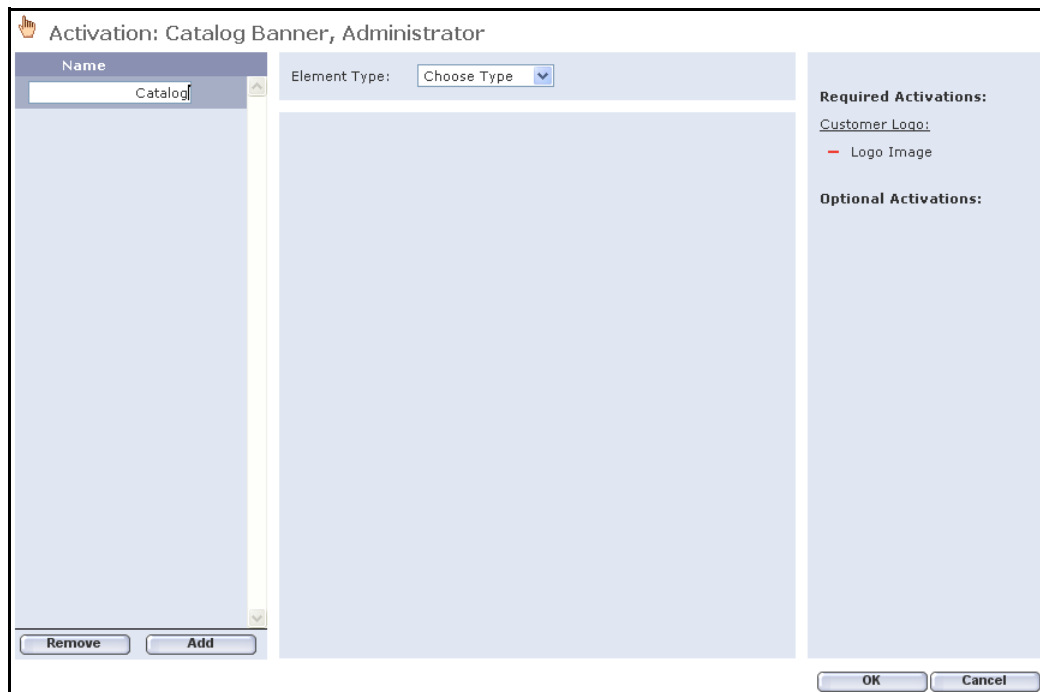 Activation: Catalog Banner, Administrator
Name
Catalog
Remove
Add
Element Type:
Choose Type
Required Activations:
Customer Logo:
Logo Image
Optional Activations:
OK
Cancel